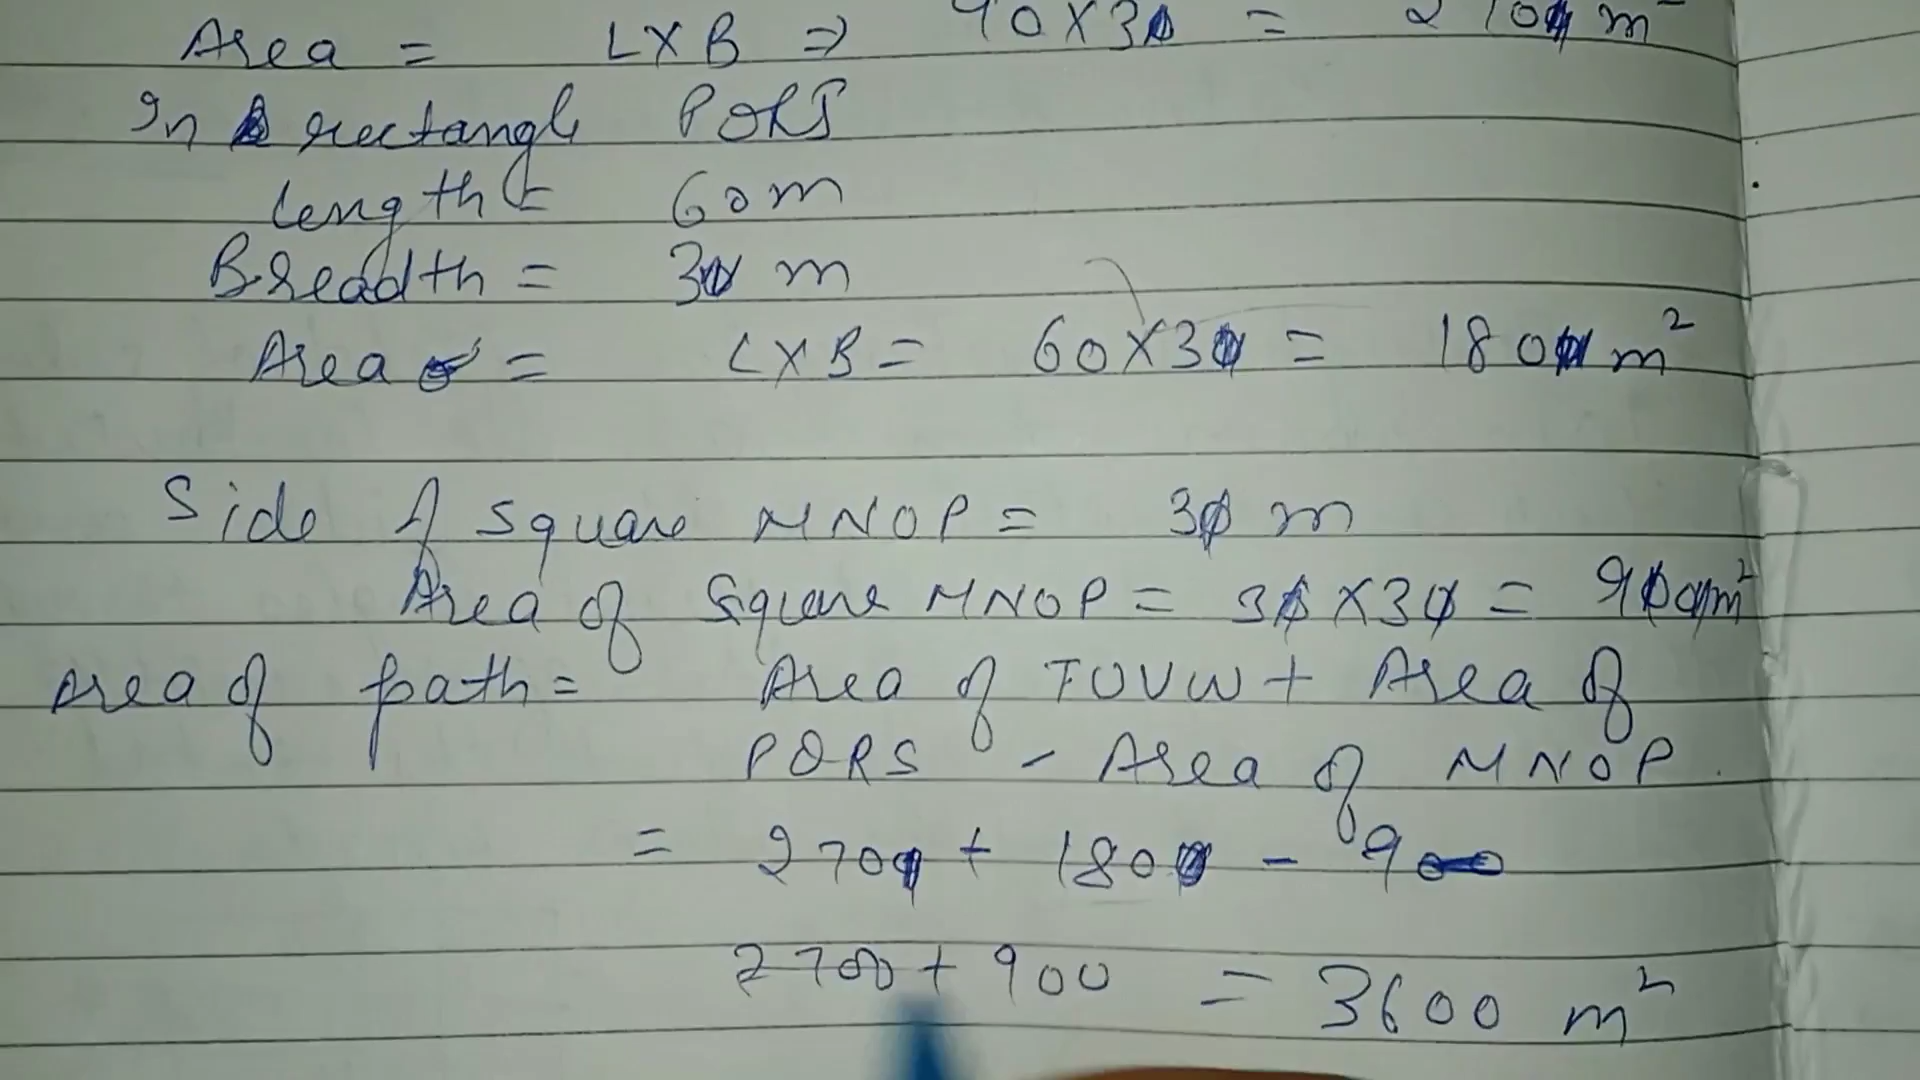 Area = L×B ⇒ 90×30 = 2700 m²
In rectangle PQRS
Length = 60m
Breadth = 30 m
Area = L×B = 60×30 = 1800 m²
Side of square MNOP = 30 m
Area of Square MNOP = 30×30 = 900m²
Area of path = Area of TUVW + Area of
PQRS - Area of MNOP.
= 2700 + 1800 - 900
2700 + 900 = 3600 m²